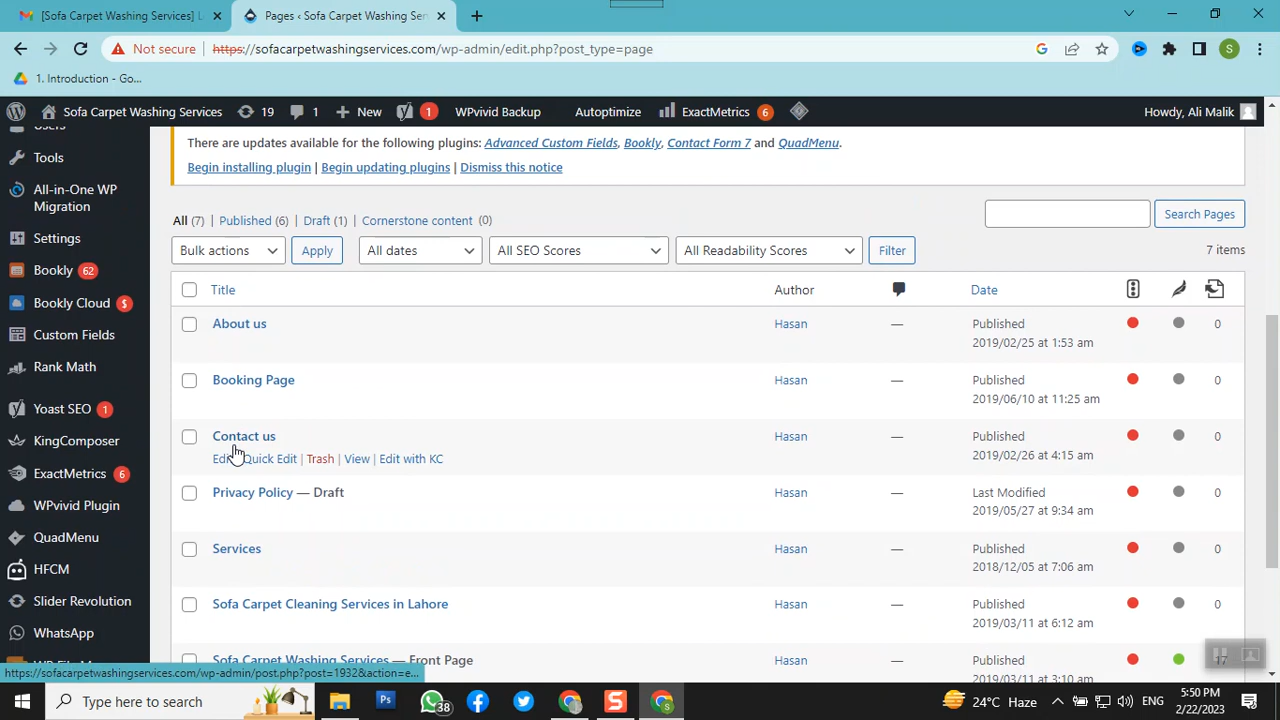 [Sofa Carpet Washing Services] L
Pages ‹ Sofa Carpet Washing Ser
Not secure
https://sofacarpetwashingservices.com/wp-admin/edit.php?post_type=page
S
1. Introduction - Go...
Sofa Carpet Washing Services 19 1 New 1 WPvivid Backup Autoptimize ExactMetrics 6 Howdy, Ali Malik
There are updates available for the following plugins: Advanced Custom Fields, Bookly, Contact Form 7 and QuadMenu.
Begin installing plugin | Begin updating plugins | Dismiss this notice
Users
Tools
All-in-One WP
Migration
Settings
Bookly 62
Bookly Cloud $
Custom Fields
Rank Math
Yoast SEO 1
KingComposer
ExactMetrics 6
WPvivid Plugin
QuadMenu
HFCM
Slider Revolution
WhatsApp
All (7) Published (6) Draft (1) Cornerstone content (0)
Search Pages
Bulk actions Apply All dates All SEO Scores All Readability Scores Filter 7 items
Title Author Date
About us Hasan — Published 0
2019/02/25 at 1:53 am
Booking Page Hasan — Published 0
2019/06/10 at 11:25 am
Contact us Hasan — Published 0
Edit Quick Edit | Trash | View | Edit with KC 2019/02/26 at 4:15 am
Privacy Policy — Draft Hasan — Last Modified 0
2019/05/27 at 9:34 am
Services Hasan — Published 0
2018/12/05 at 7:06 am
Sofa Carpet Cleaning Services in Lahore Hasan — Published 0
2019/03/11 at 6:12 am
Sofa Carpet Washing Services — Front Page Hasan — Published
2019/03/11 at 3:10 am
https://sofacarpetwashingservices.com/wp-admin/post.php?post=1932&action=e...
Type here to search
Ps
38
S
24°C Haze
ENG
5:50 PM
2/22/2023